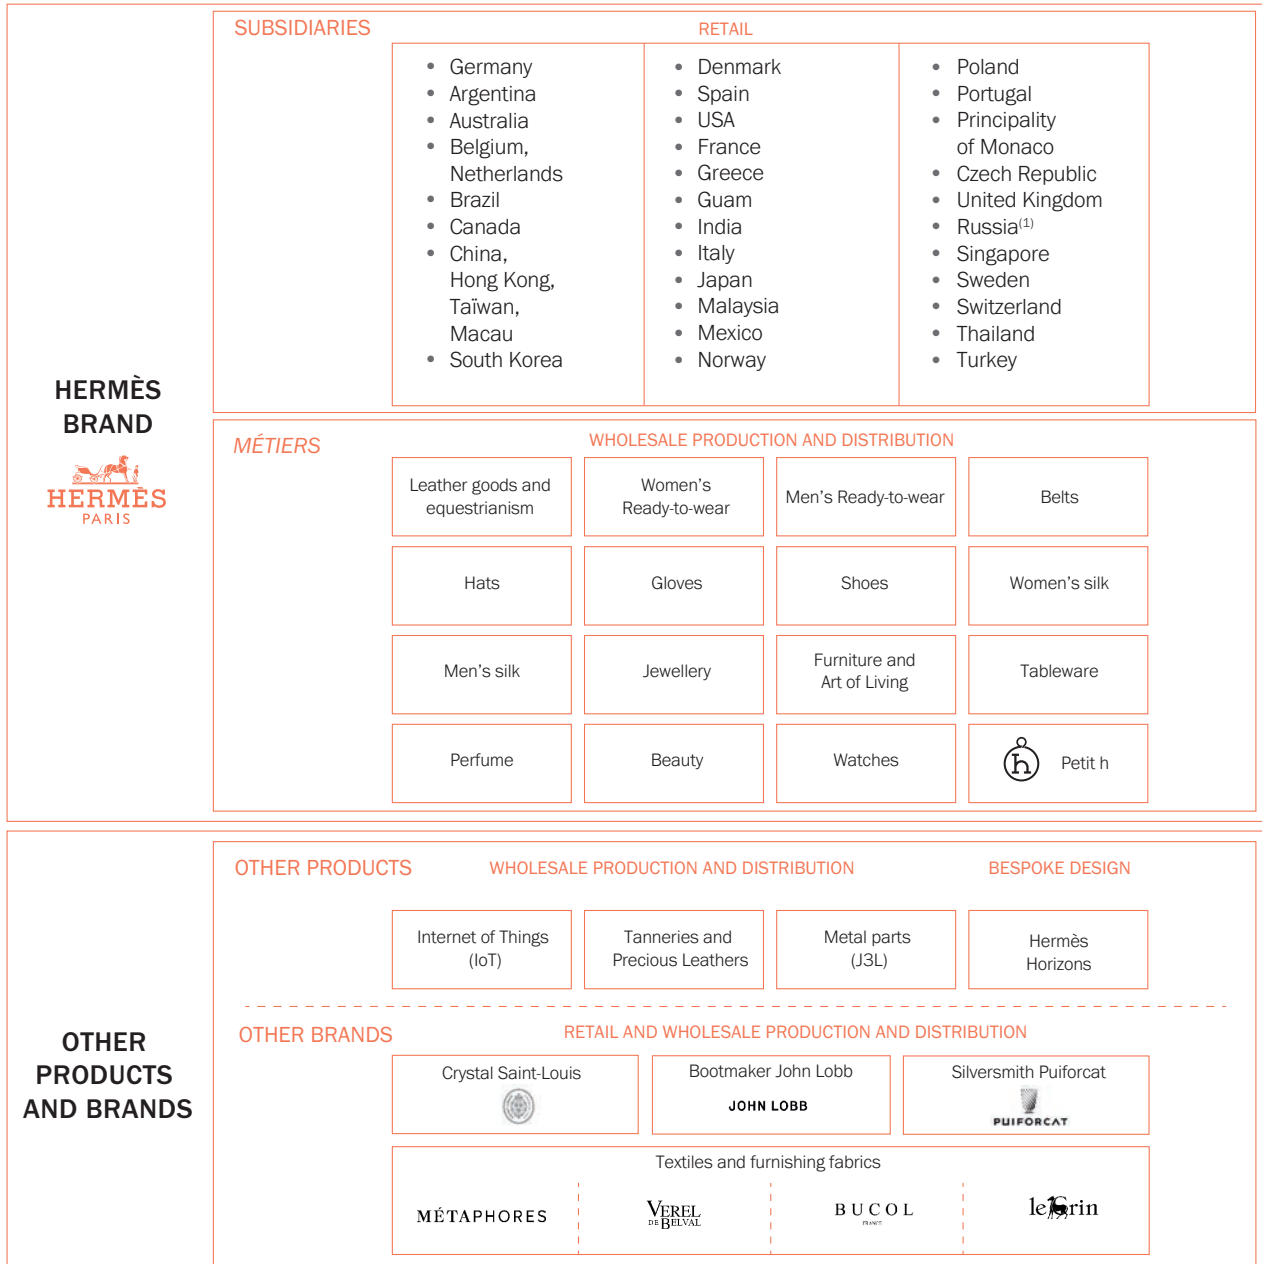 SUBSIDIARIES
RETAIL
• Germany
• Argentina
• Australia
• Belgium,
Netherlands
• Brazil
• Canada
• China,
Hong Kong,
Taïwan,
Macau
• South Korea
• Denmark
• Spain
• USA
• France
• Greece
• Guam
• India
• Italy
• Japan
• Malaysia
• Mexico
• Norway
• Poland
• Portugal
• Principality
of Monaco
• Czech Republic
• United Kingdom
• Russia(1)
• Singapore
• Sweden
• Switzerland
• Thailand
• Turkey
HERMÈS
BRAND
HERMÈS
PARIS
MÉTIERS
WHOLESALE PRODUCTION AND DISTRIBUTION
Leather goods and
equestrianism
Women's
Ready-to-wear
Men's Ready-to-wear
Belts
Hats
Gloves
Shoes
Women's silk
Men's silk
Jewellery
Furniture and
Art of Living
Tableware
Perfume
Beauty
Watches
h
Petit h
OTHER
PRODUCTS
AND BRANDS
OTHER PRODUCTS
WHOLESALE PRODUCTION AND DISTRIBUTION
BESPOKE DESIGN
Internet of Things
(IoT)
Tanneries and
Precious Leathers
Metal parts
(J3L)
Hermès
Horizons
OTHER BRANDS
RETAIL AND WHOLESALE PRODUCTION AND DISTRIBUTION
Crystal Saint-Louis
Bootmaker John Lobb
JOHN LOBB
Silversmith Puiforcat
PUIFORCAT
Textiles and furnishing fabrics
MÉTAPHORES
VEREL
DE BELVAL
BUCOL
FRANCE
le Crin